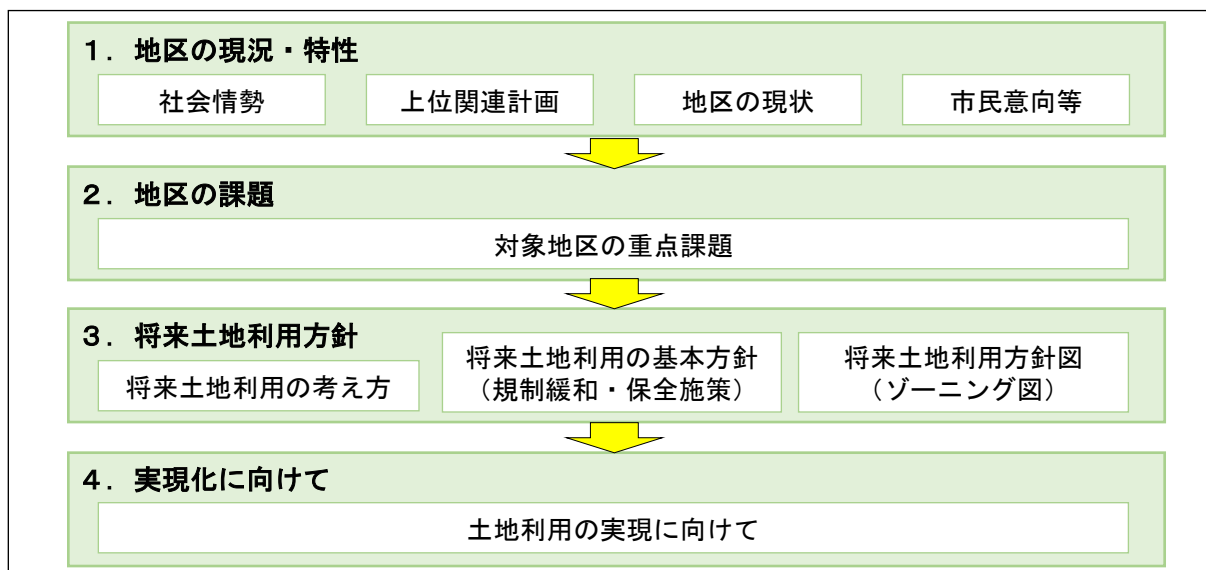 １．地区の現況・特性
社会情勢
上位関連計画
地区の現状
市民意向等
２．地区の課題
対象地区の重点課題
３．将来土地利用方針
将来土地利用の考え方
将来土地利用の基本方針
（規制緩和・保全施策）
将来土地利用方針図
（ゾーニング図）
４．実現化に向けて
土地利用の実現に向けて